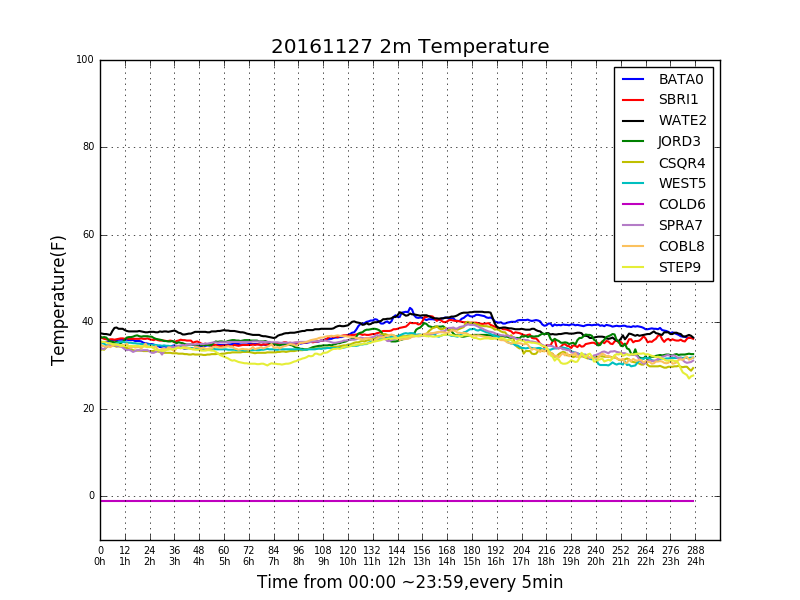 20161127 2m Temperature
100
80
60
40
20
0
Temperature(F)
BATA0
SBRI1
WATE2
JORD3
CSQR4
WEST5
COLD6
SPRA7
COBL8
STEP9
0 12 24 36 48 60 72 84 96 108 120 132 144 156 168 180 192 204 216 228 240 252 264 276 288
0h 1h 2h 3h 4h 5h 6h 7h 8h 9h 10h 11h 12h 13h 14h 15h 16h 17h 18h 19h 20h 21h 22h 23h 24h
Time from 00:00 ~23:59,every 5min